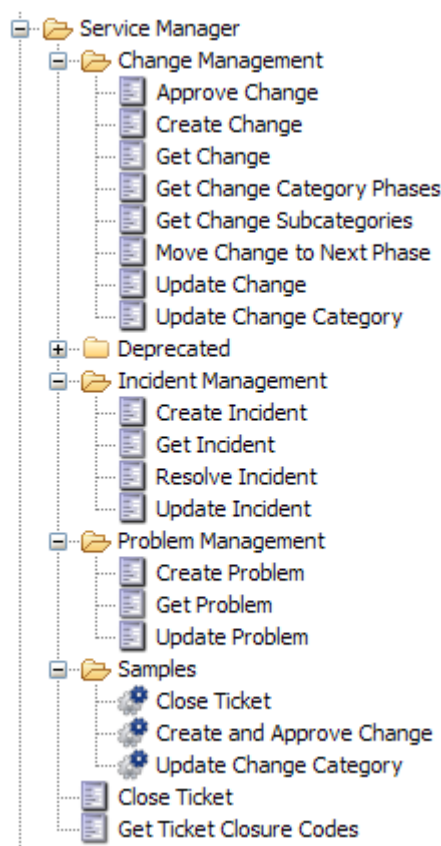 Service Manager
Change Management
Approve Change
Create Change
Get Change
Get Change Category Phases
Get Change Subcategories
Move Change to Next Phase
Update Change
Update Change Category
Deprecated
Incident Management
Create Incident
Get Incident
Resolve Incident
Update Incident
Problem Management
Create Problem
Get Problem
Update Problem
Samples
Close Ticket
Create and Approve Change
Update Change Category
Close Ticket
Get Ticket Closure Codes